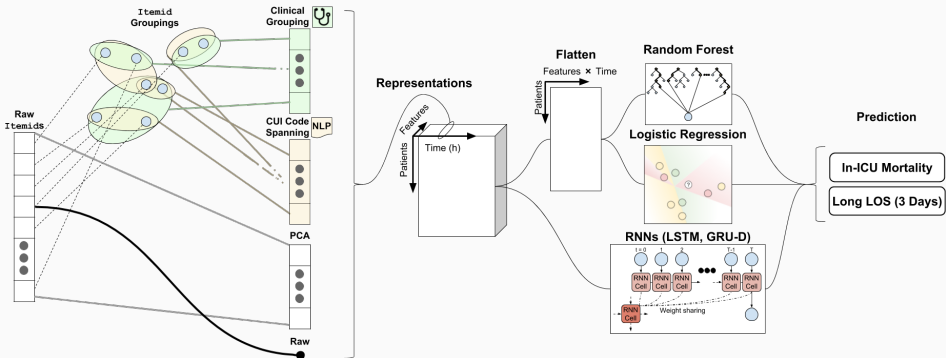 Itemid
Groupings
Clinical
Grouping
Raw
Itemids
CUI Code
Spanning
NLP
PCA
Raw
Representations
Features
Time (h)
Patients
Flatten
Features × Time
Patients
Random Forest
Logistic Regression
?
RNNs (LSTM, GRU-D)
t = 0 1 2 T-1 T
RNN Cell RNN Cell RNN Cell RNN Cell RNN Cell
RNN
Cell
Weight sharing
Prediction
In-ICU Mortality
Long LOS (3 Days)